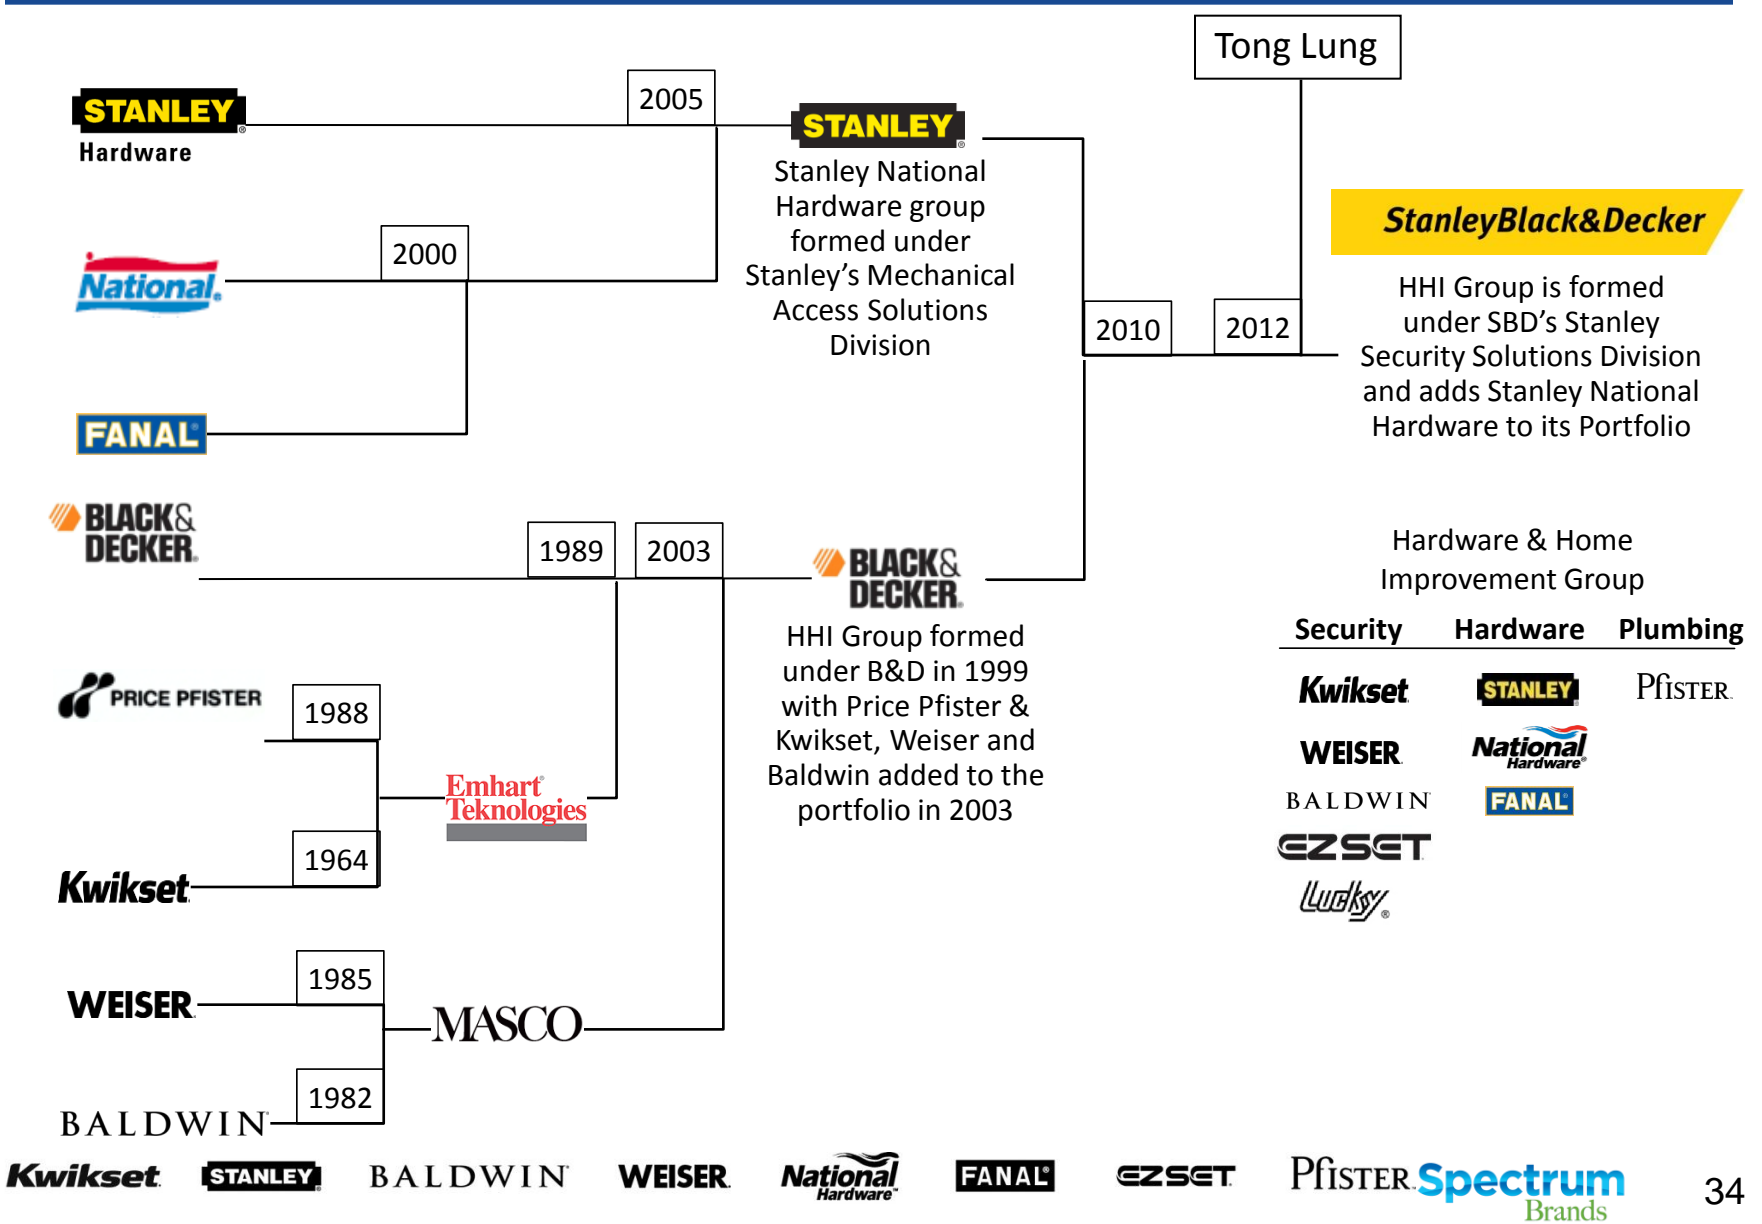 Tong Lung
2005
STANLEY
Hardware
STANLEY
Stanley National
Hardware group
formed under
Stanley's Mechanical
Access Solutions
Division
2000
National
FANAL
2010
2012
StanleyBlack&Decker
HHI Group is formed
under SBD's Stanley
Security Solutions Division
and adds Stanley National
Hardware to its Portfolio
BLACK&
DECKER
1989
2003
BLACK&
DECKER
HHI Group formed
under B&D in 1999
with Price Pfister &
Kwikset, Weiser and
Baldwin added to the
portfolio in 2003
PRICE PFISTER
1988
Emhart
Teknologies
1964
Kwikset
1985
WEISER
MASCO
1982
BALDWIN
Hardware & Home
Improvement Group
Security Hardware Plumbing
Kwikset STANLEY Pfister
WEISER National
Hardware
BALDWIN FANAL
EZSET
Lucky
Kwikset STANLEY BALDWIN WEISER National Hardware FANAL EZSET Pfister Spectrum Brands
34